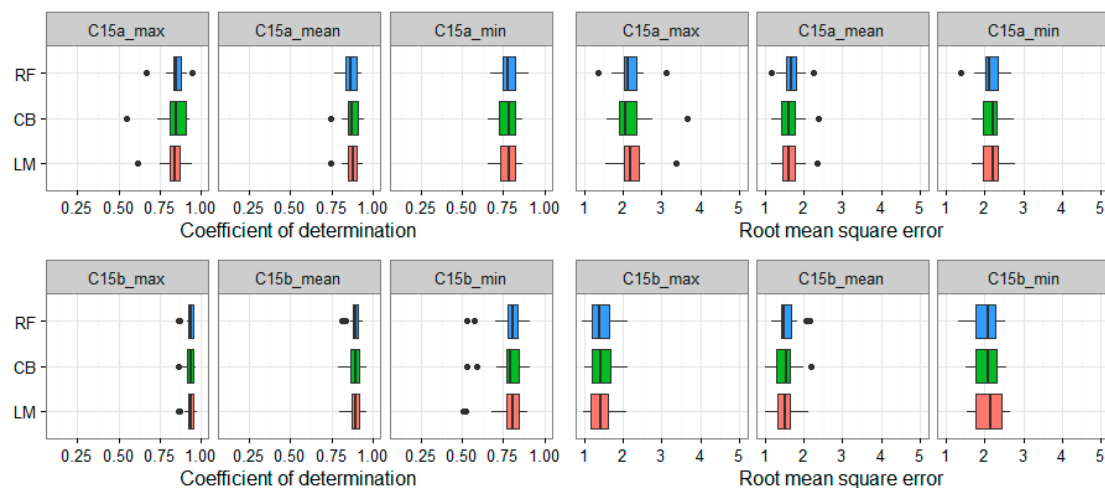 C15a_max C15a_mean C15a_min C15a_max C15a_mean C15a_min
RF
CB
LM
0.25 0.50 0.75 1.00 0.25 0.50 0.75 1.00 0.25 0.50 0.75 1.00 1 2 3 4 5 1 2 3 4 5 1 2 3 4 5
Coefficient of determination Root mean square error
C15b_max C15b_mean C15b_min C15b_max C15b_mean C15b_min
RF
CB
LM
0.25 0.50 0.75 1.00 0.25 0.50 0.75 1.00 0.25 0.50 0.75 1.00 1 2 3 4 5 1 2 3 4 5 1 2 3 4 5
Coefficient of determination Root mean square error